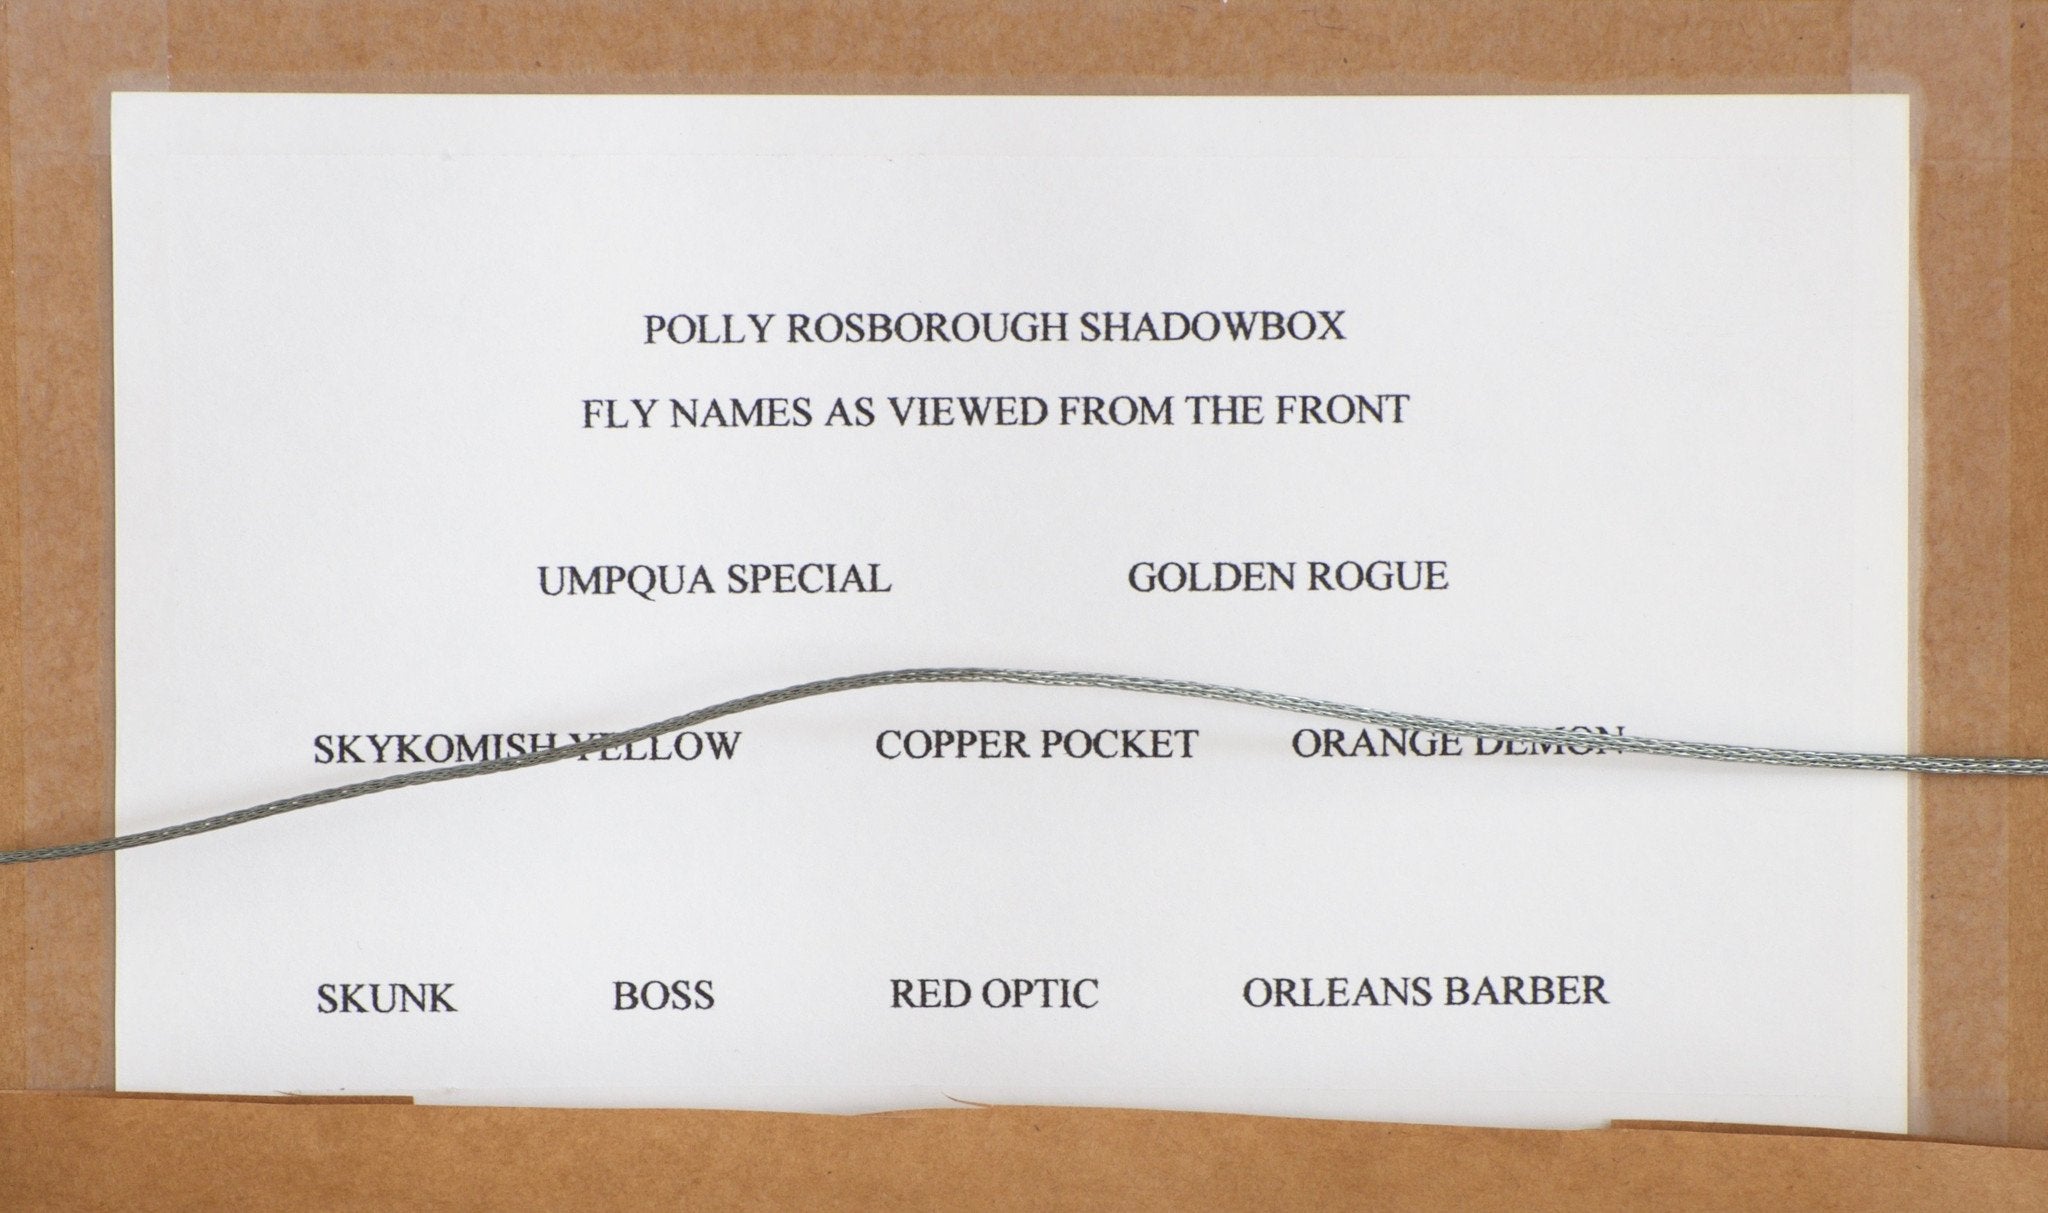 POLLY ROSBOROUGH SHADOWBOX
FLY NAMES AS VIEWED FROM THE FRONT
UMPQUA SPECIAL GOLDEN ROGUE
SKYKOMISH YELLOW COPPER POCKET ORANGE DEMON
SKUNK BOSS RED OPTIC ORLEANS BARBER